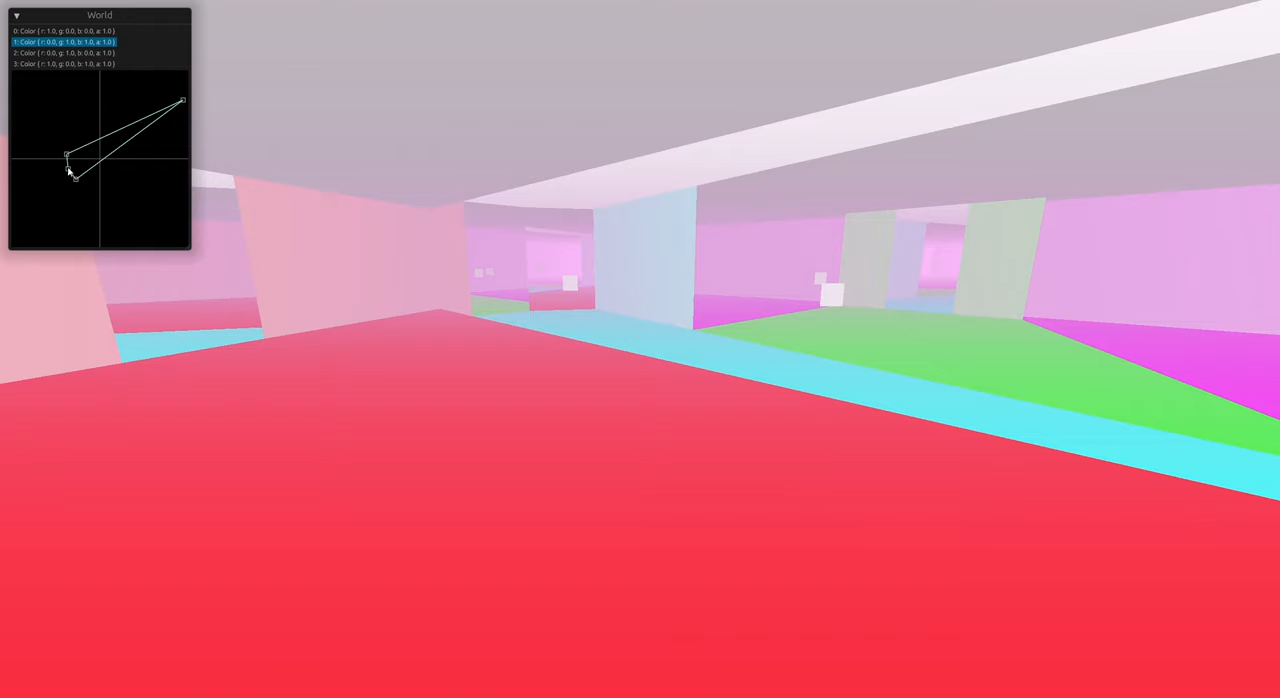 World
0: Color { r: 1.0, g: 0.0, b: 0.0, a: 1.0 }
1: Color { r: 0.0, g: 1.0, b: 1.0, a: 1.0 }
2: Color { r: 0.0, g: 1.0, b: 0.0, a: 1.0 }
3: Color { r: 1.0, g: 0.0, b: 1.0, a: 1.0 }